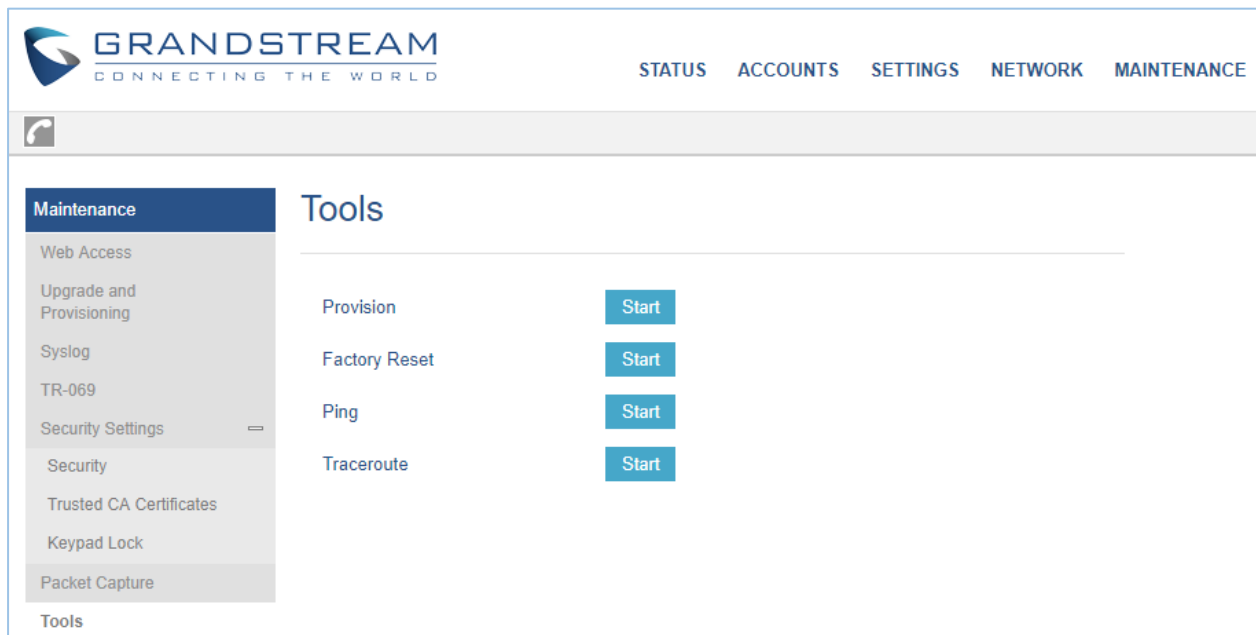 GRANDSTREAM
CONNECTING THE WORLD
STATUS ACCOUNTS SETTINGS NETWORK MAINTENANCE
Maintenance
Web Access
Upgrade and
Provisioning
Syslog
TR-069
Security Settings
Security
Trusted CA Certificates
Keypad Lock
Packet Capture
Tools
Tools
Provision Start
Factory Reset Start
Ping Start
Traceroute Start